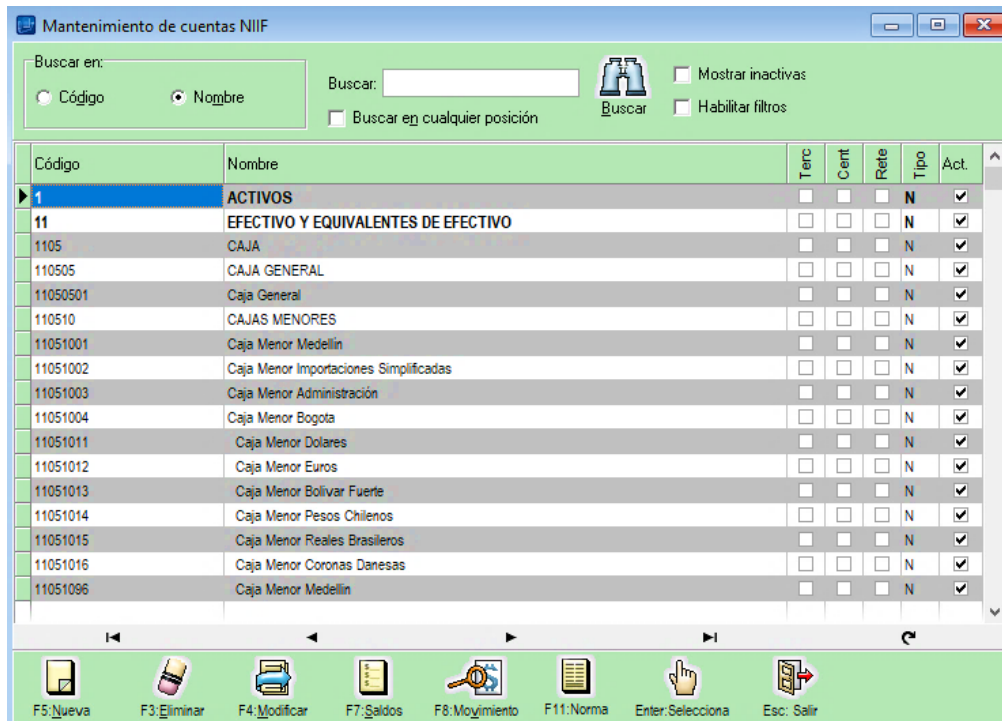 Mantenimiento de cuentas NIIF
Buscar en:
Código
Nombre
Buscar:
Buscar en cualquier posición
Buscar
Mostrar inactivas
Habilitar filtros
Código Nombre Terc Cent Rete Tipo Act.
1 ACTIVOS N
11 EFECTIVO Y EQUIVALENTES DE EFECTIVO N
1105 CAJA N
110505 CAJA GENERAL N
11050501 Caja General N
110510 CAJAS MENORES N
11051001 Caja Menor Medellín N
11051002 Caja Menor Importaciones Simplificadas N
11051003 Caja Menor Administración N
11051004 Caja Menor Bogota N
11051011 Caja Menor Dolares N
11051012 Caja Menor Euros N
11051013 Caja Menor Bolivar Fuerte N
11051014 Caja Menor Pesos Chilenos N
11051015 Caja Menor Reales Brasileros N
11051016 Caja Menor Coronas Danesas N
11051096 Caja Menor Medellin N
F5:Nueva F3:Eliminar F4:Modificar F7:Saldos F8:Movimiento F11:Norma Enter:Selecciona Esc: Salir